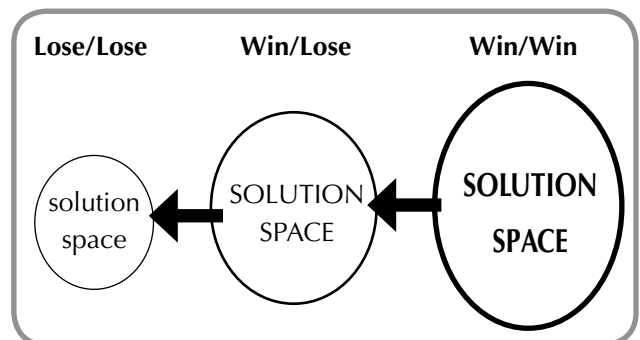 Lose/Lose
Win/Lose
Win/Win
solution
space
SOLUTION
SPACE
SOLUTION
SPACE